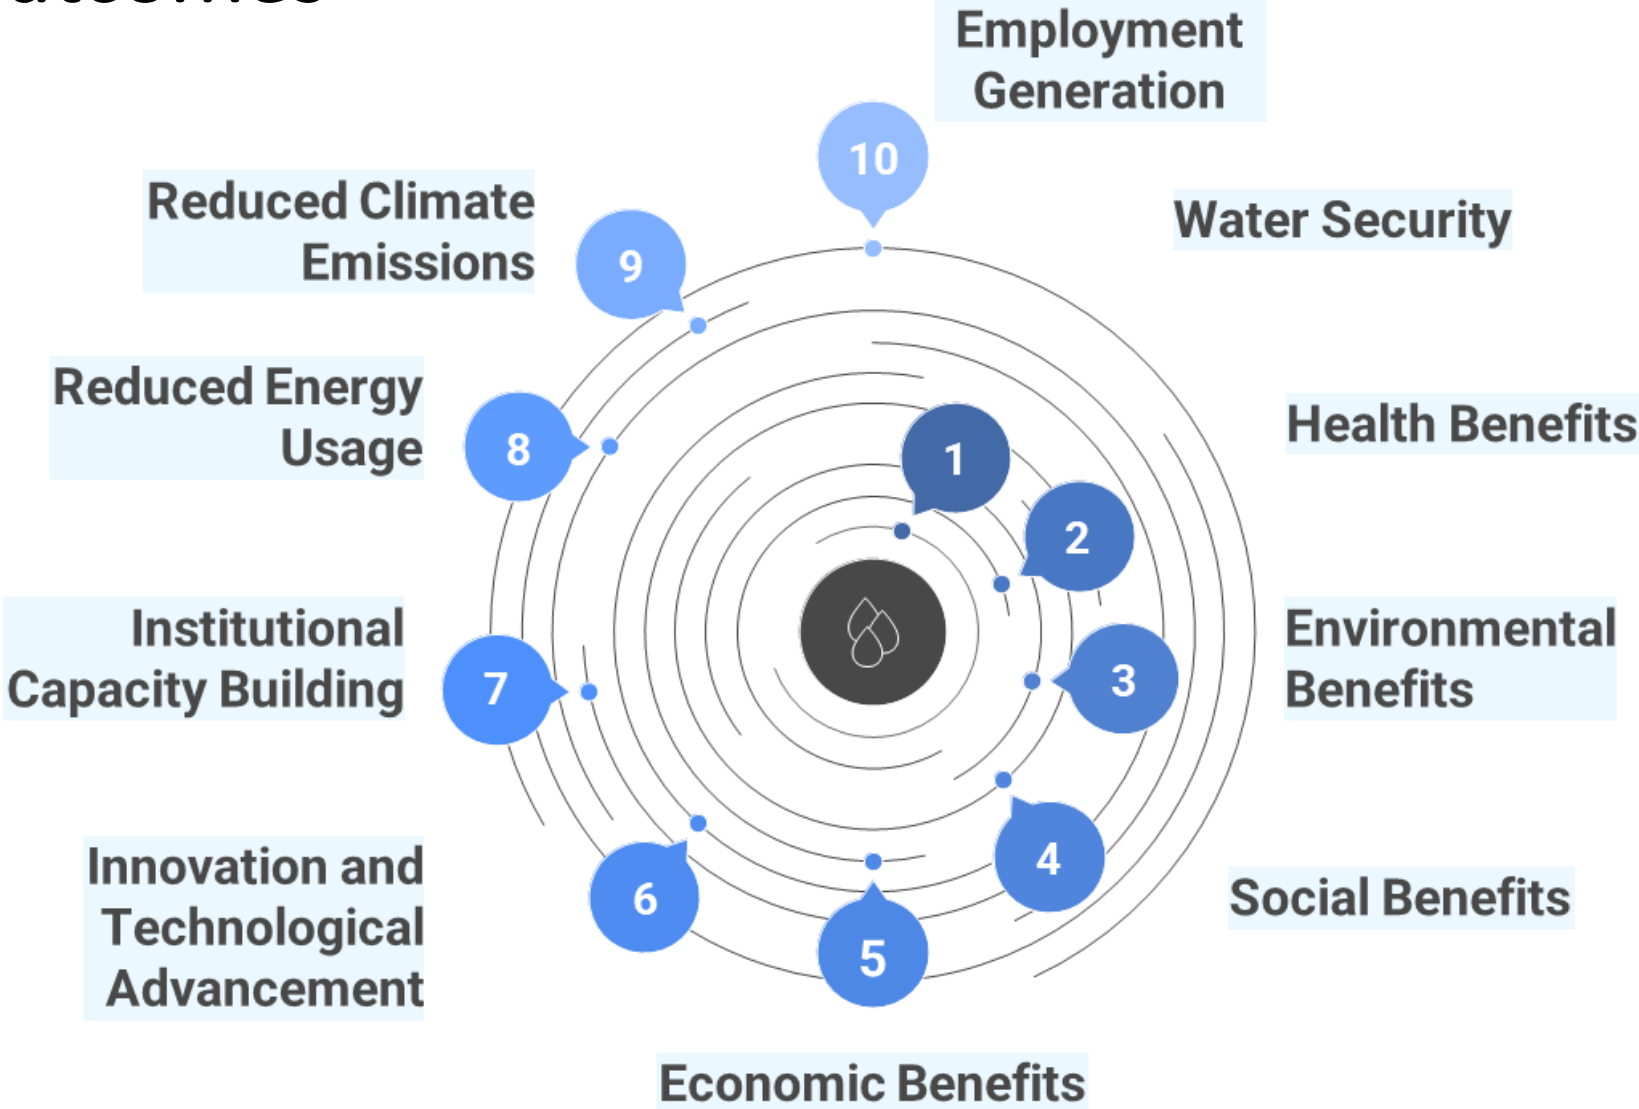 Employment
Generation
10
Reduced Climate
Emissions
Water Security
9
Reduced Energy
Usage
Health Benefits
8
1
2
Institutional
Capacity Building
Environmental
Benefits
7
3
Innovation and
Technological
Advancement
4
Social Benefits
6
5
Economic Benefits